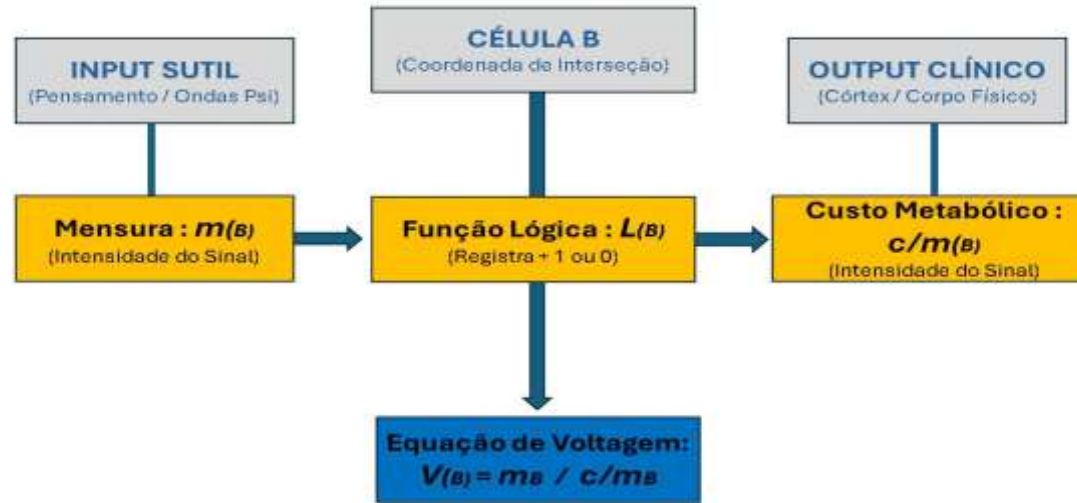 INPUT SUTIL
(Pensamento / Ondas Psi)
CÉLULA B
(Coordenada de Interseção)
OUTPUT CLÍNICO
(Córtex / Corpo Físico)
Mensura : m(B)
(Intensidade do Sinal)
Função Lógica : L(B)
(Registra + 1 ou 0)
Custo Metabólico :
c/m(B)
(Intensidade do Sinal)
Equação de Voltagem:
V(B) = mB / c/mB